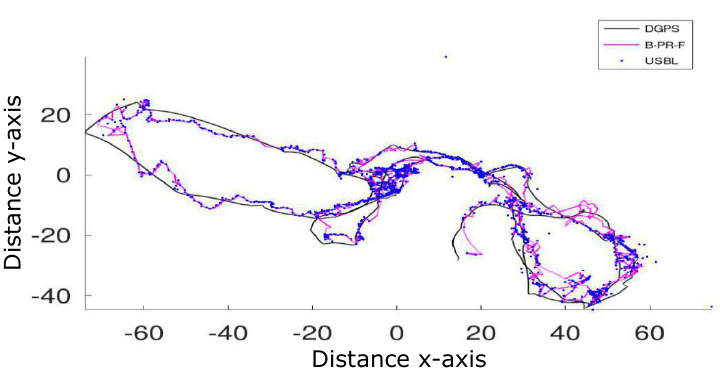 DGPS
B-PR-F
USBL
Distance y-axis
20
0
-20
-40
-60
-40
-20
0
20
40
60
Distance x-axis